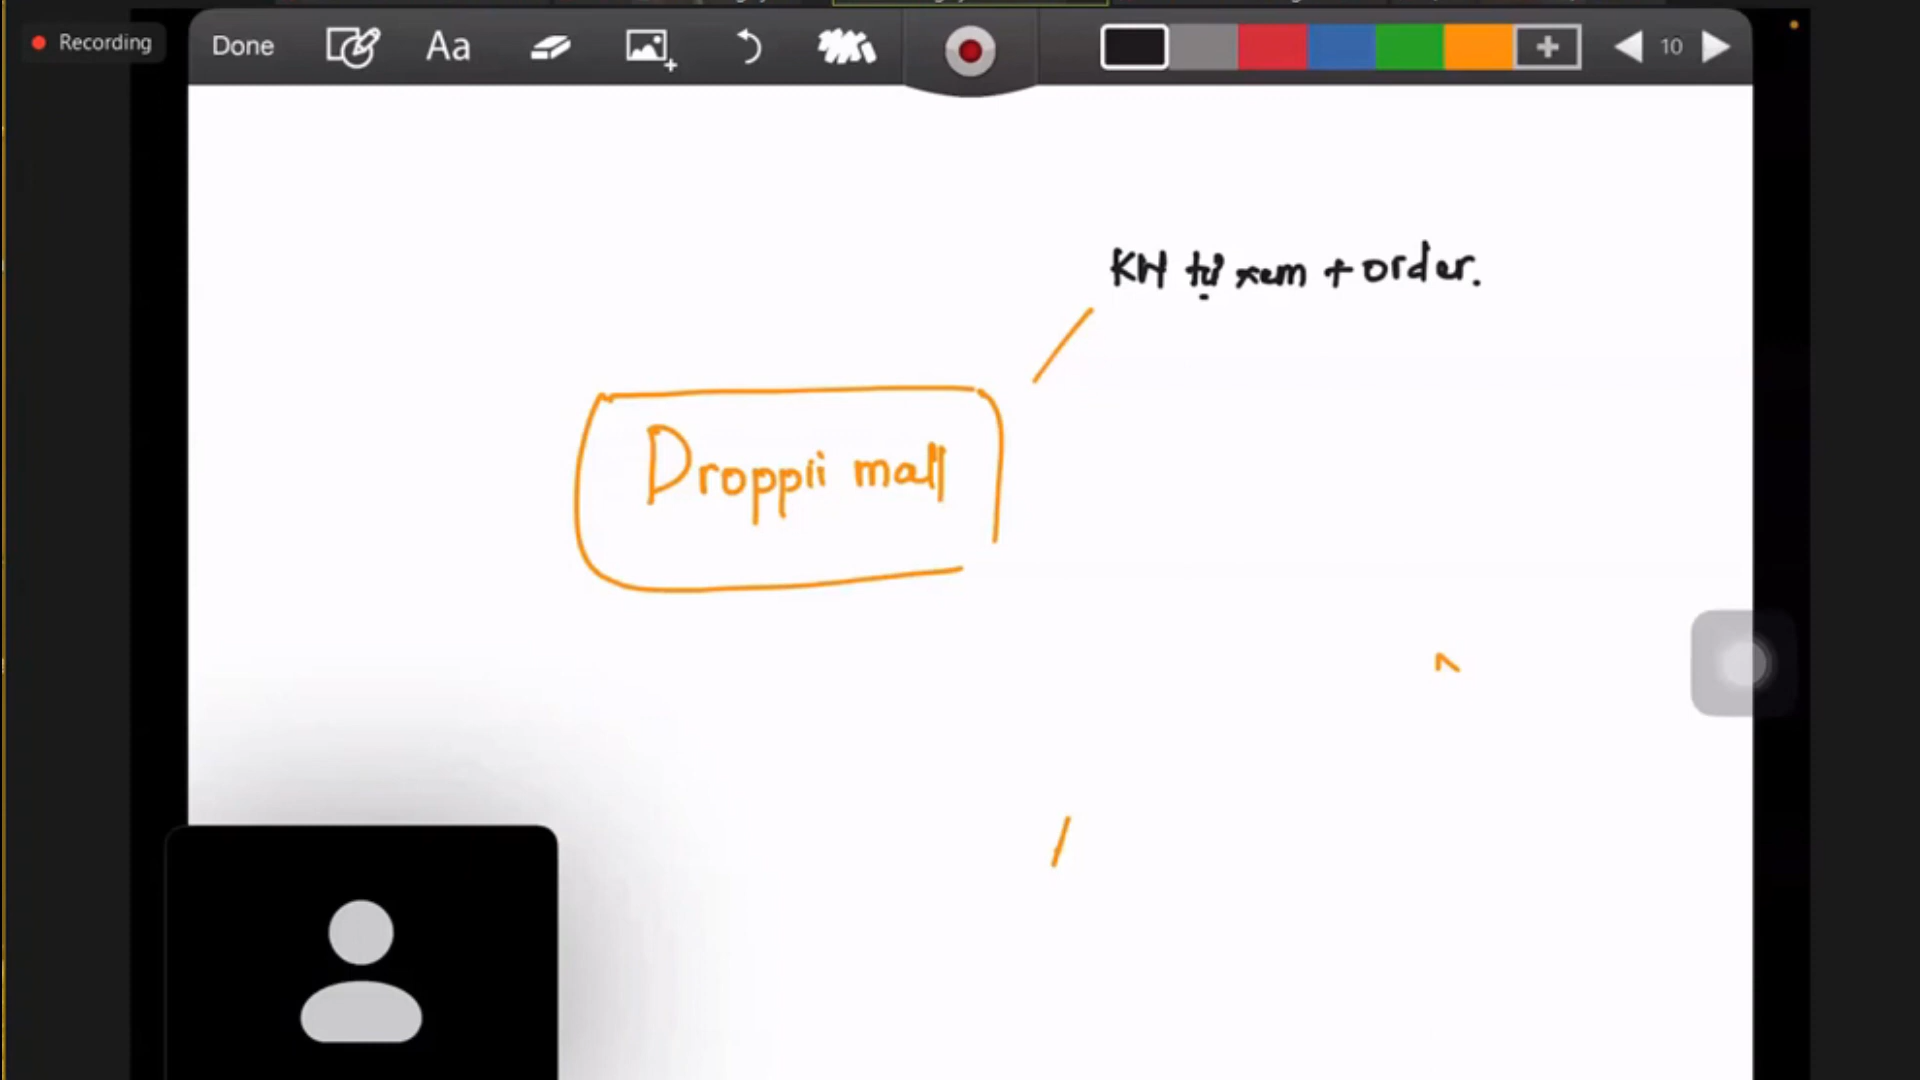 Recording
Done
Aa
10
KH tự xem + order.
Droppii mall